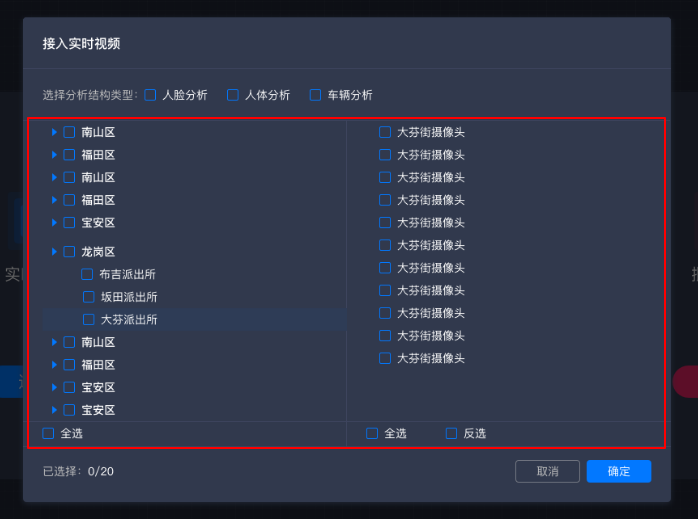 接入实时视频
选择分析结构类型: 人脸分析 人体分析 车辆分析
南山区
福田区
南山区
福田区
宝安区
龙岗区
布吉派出所
坂田派出所
大芬派出所
南山区
福田区
宝安区
宝安区
全选
大芬街摄像头
大芬街摄像头
大芬街摄像头
大芬街摄像头
大芬街摄像头
大芬街摄像头
大芬街摄像头
大芬街摄像头
大芬街摄像头
大芬街摄像头
大芬街摄像头
全选 反选
已选择: 0/20
取消 确定
实